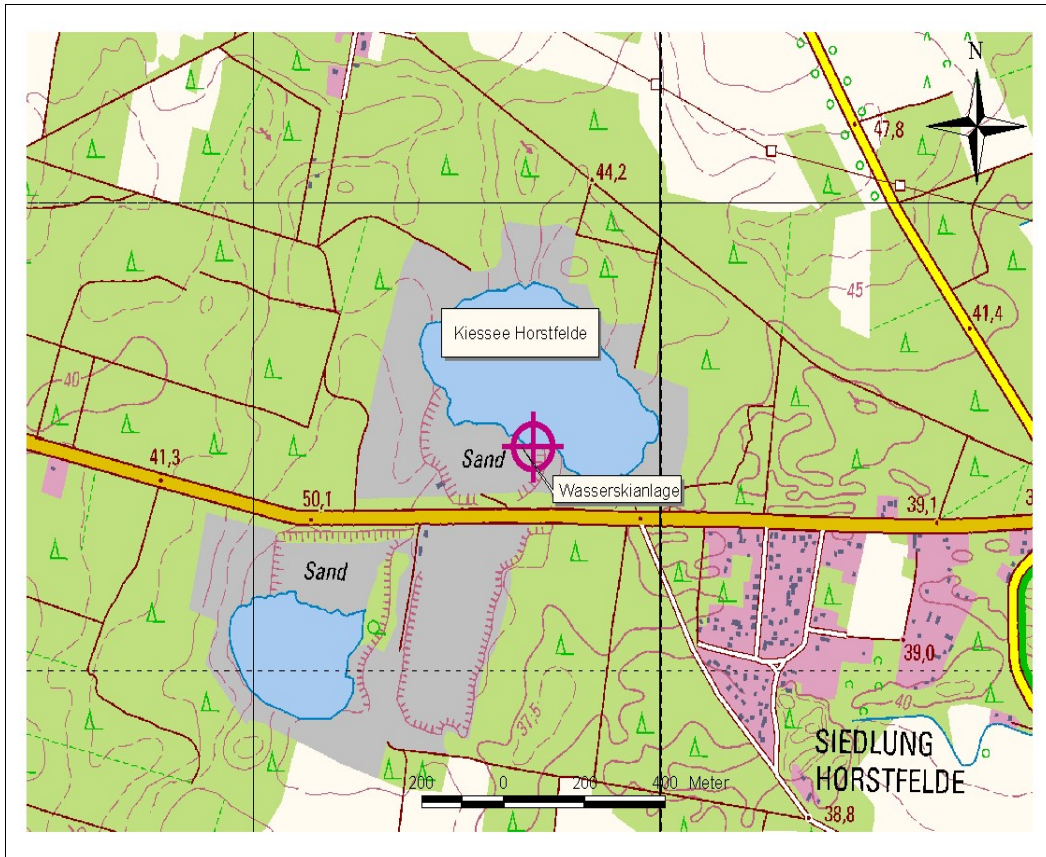 N
47,8
44,2
45
41,4
Kiessee Horstfelde
40
Sand
41,3
Wasserskianlage
50,1
39,1
3
Sand
39,0
40
37,5
SIEDLUNG
HORSTFELDE
200 0 200 400 Meter
38,8